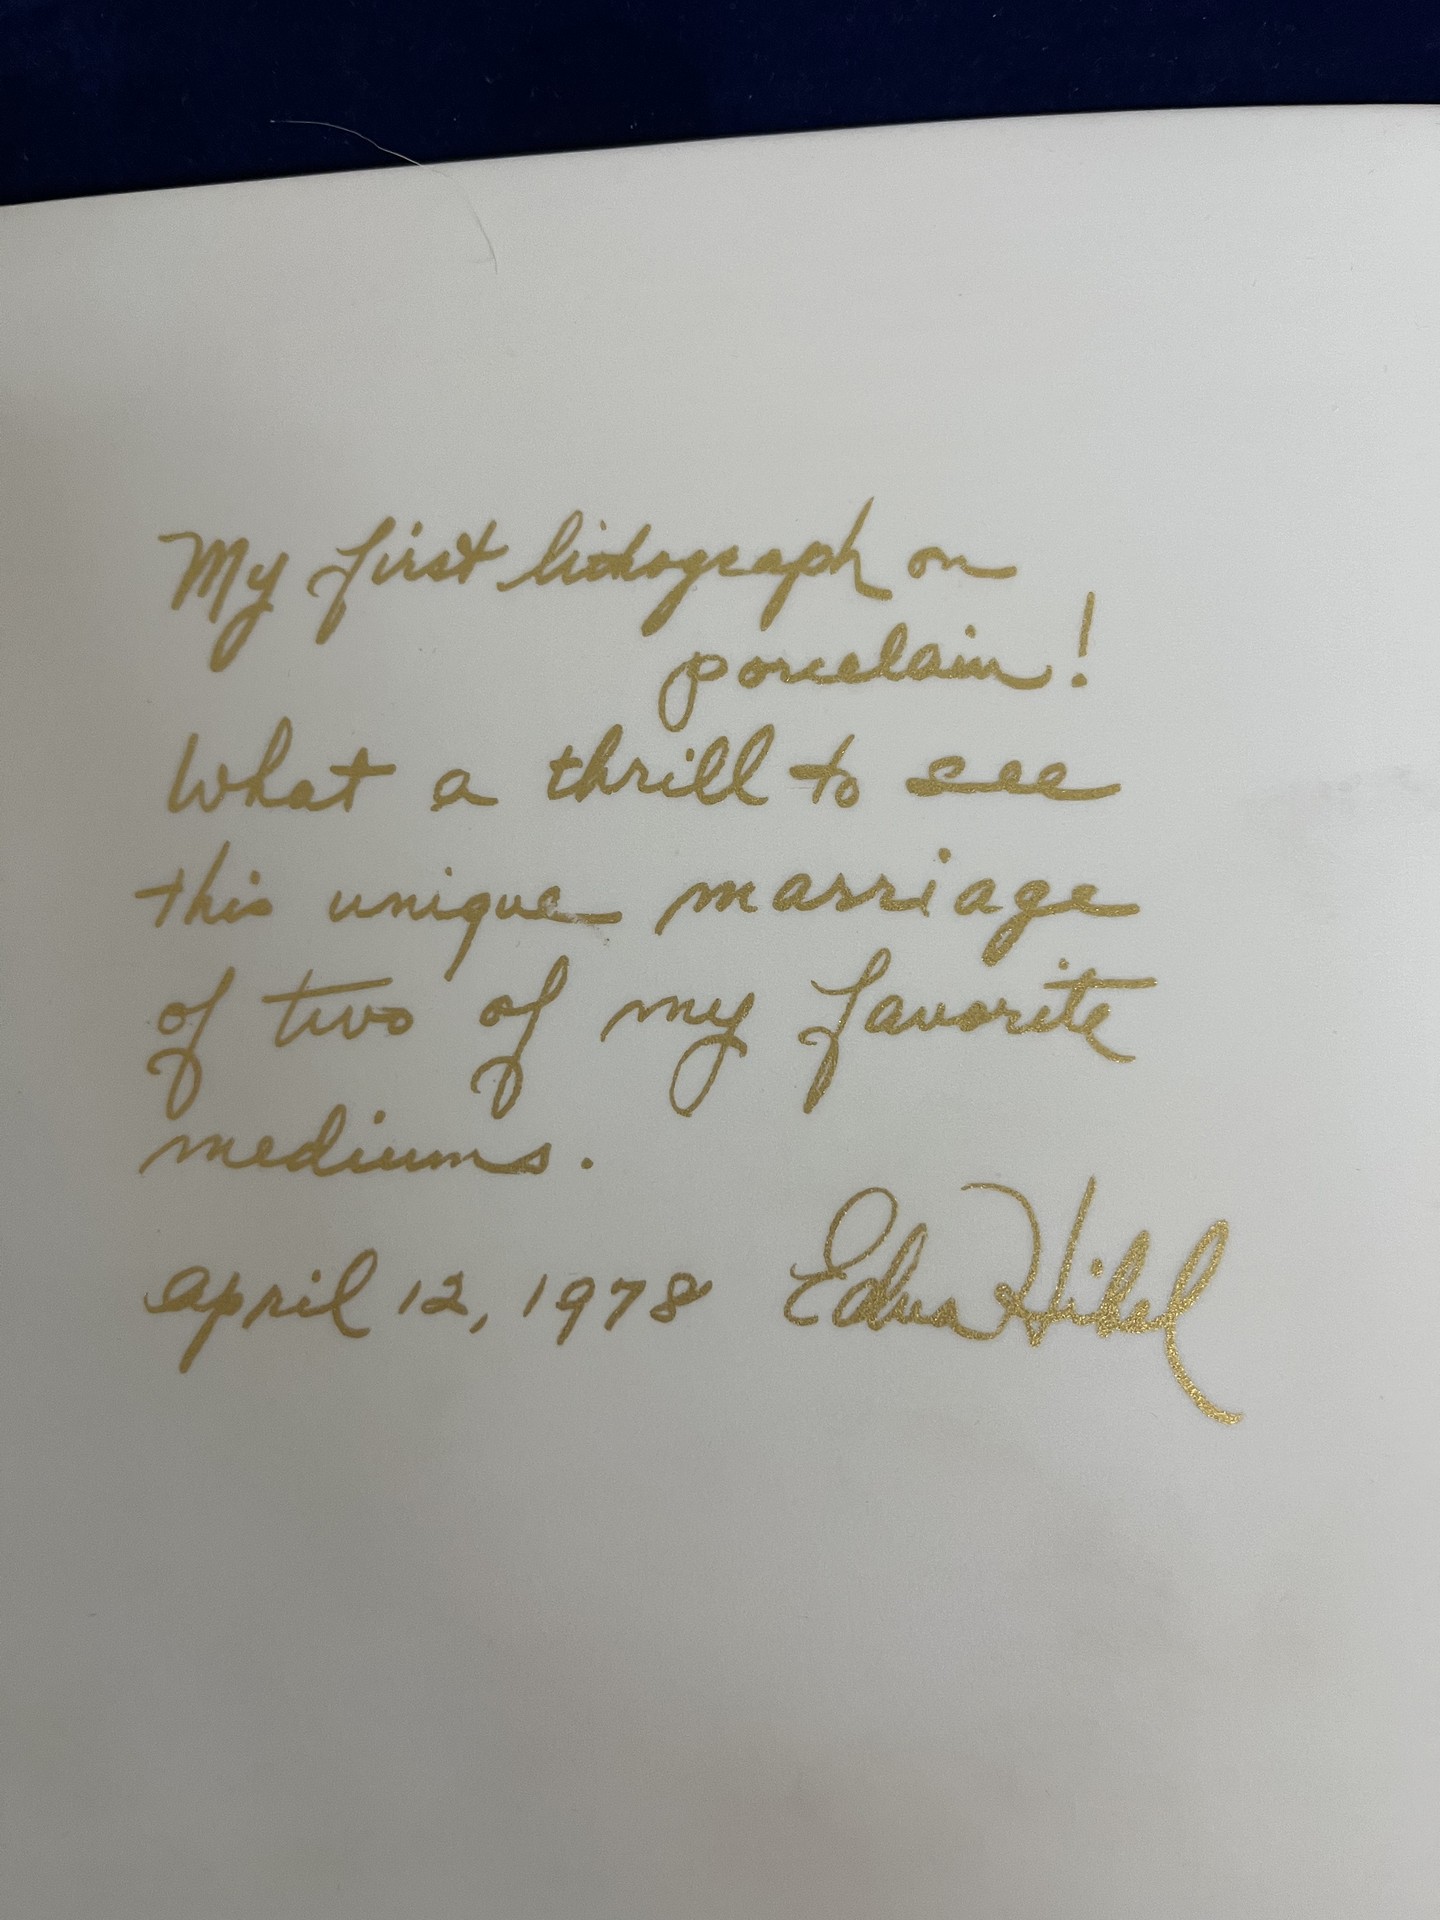 My first lithograph on
porcelain!
What a thrill to see
this unique marriage
of two of my favorite
mediums.
April 12, 1978 Edna Hibel